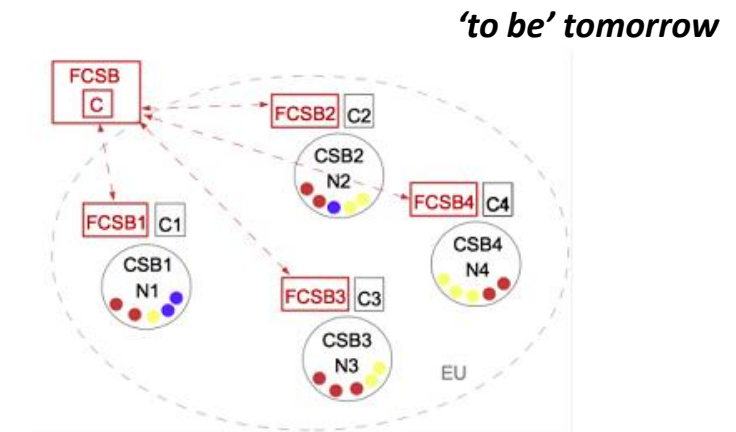 ‘to be’ tomorrow
FCSB
C
FCSB2 C2
CSB2
N2
FCSB4 C4
CSB4
N4
FCSB1 C1
CSB1
N1
FCSB3 C3
CSB3
N3
EU